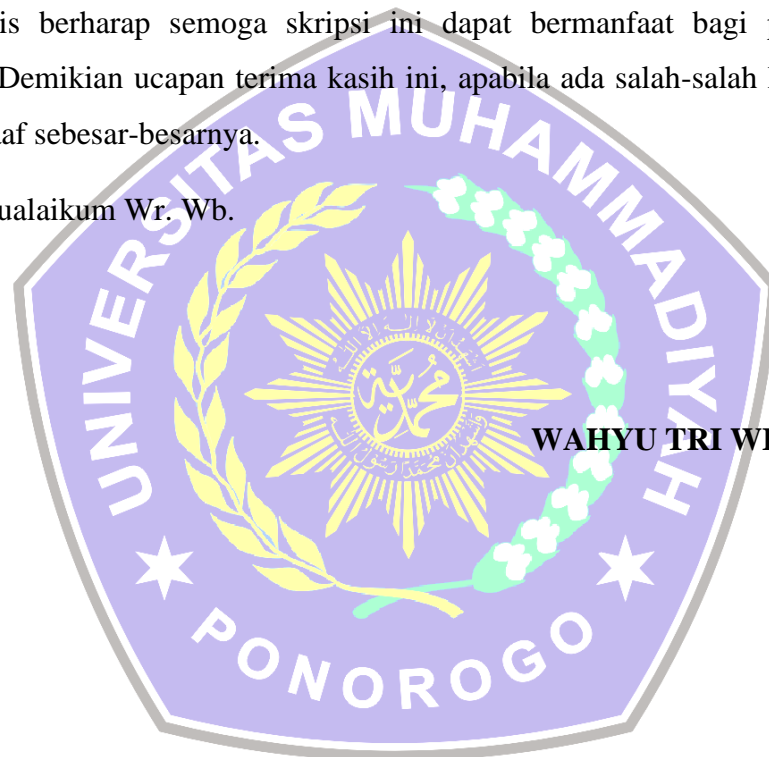 is berharap semoga skripsi ini dapat bermanfaat bagi
Demikian ucapan terima kasih ini, apabila ada salah-salah
af sebesar-besarnya.
ualaikum Wr. Wb.
UNIVERSITAS MUHAMMADIYAH
محمدية
WAHYU TRI
PONOROGO